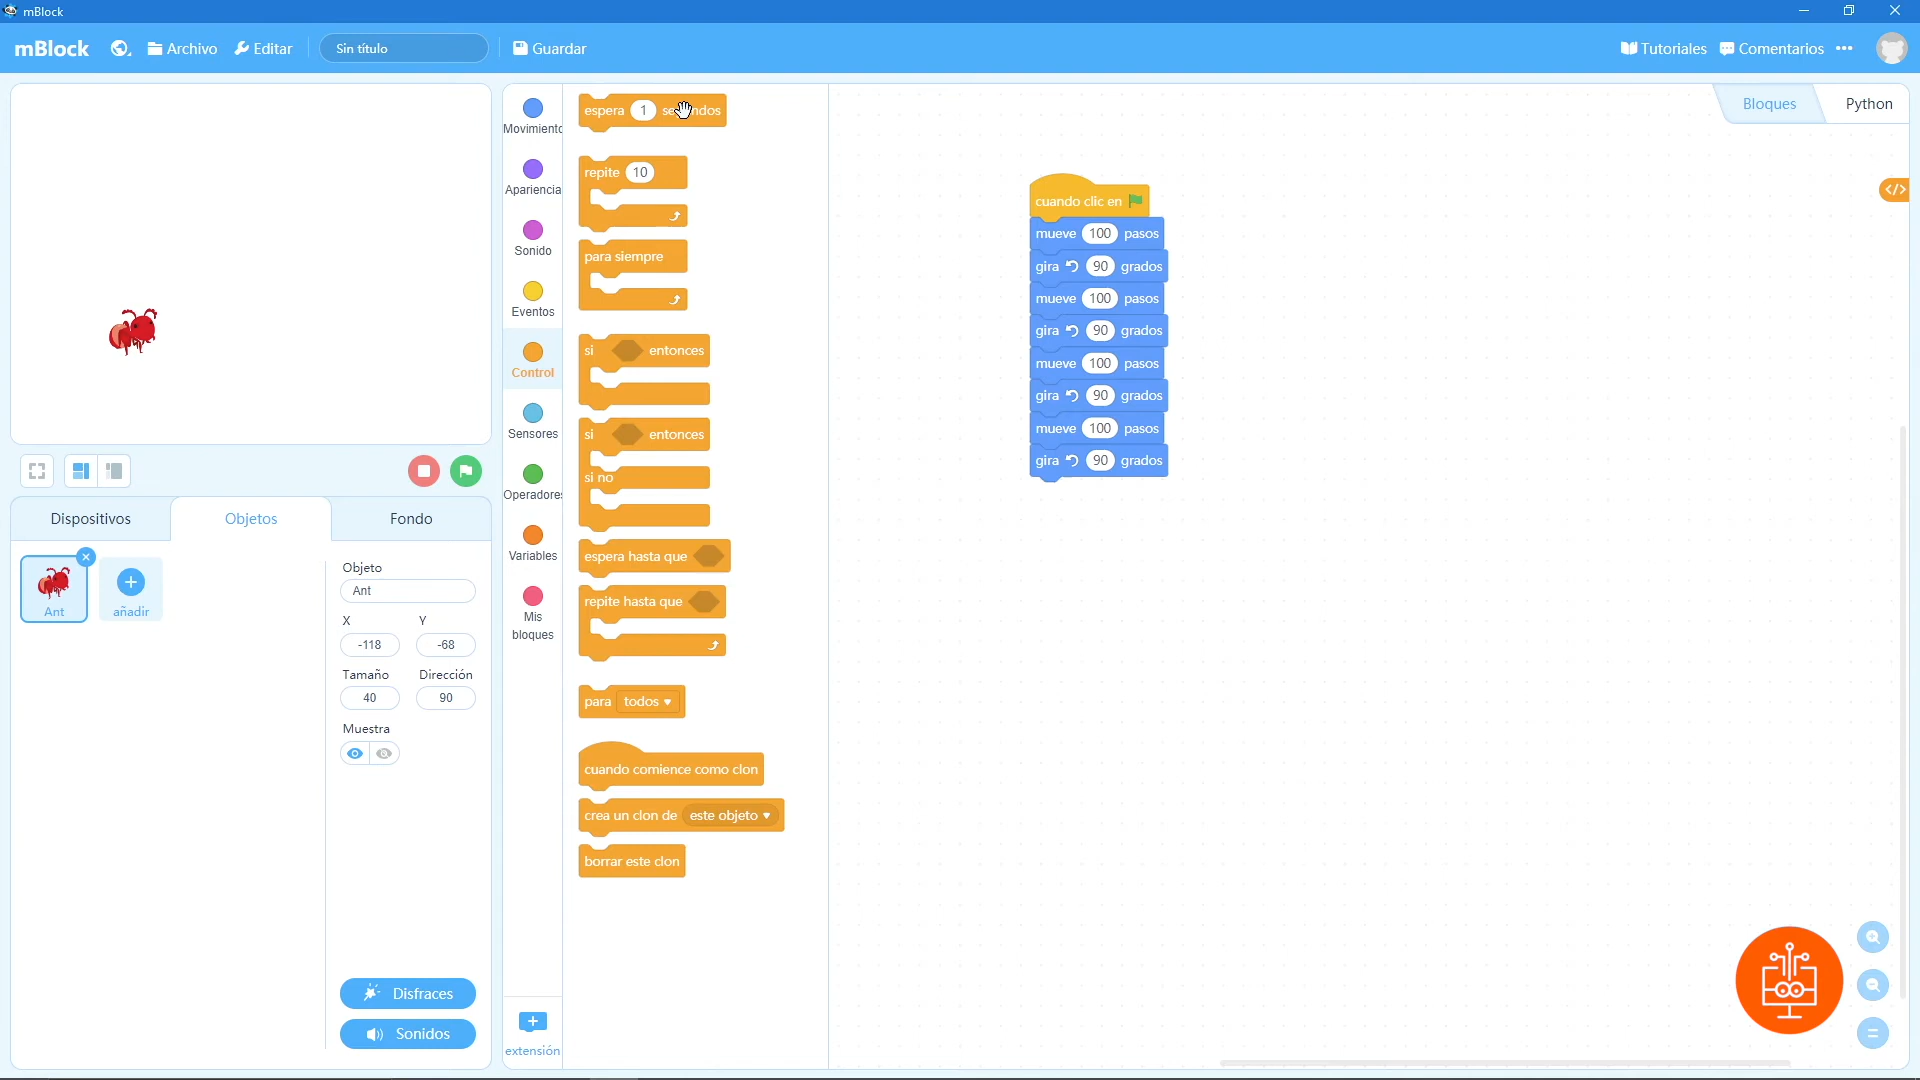 mBlock
mBlock
Archivo
Editar
Sin título
Guardar
Tutoriales
Comentarios
Movimiento
Apariencia
Sonido
Eventos
Control
Sensores
Operadores
Variables
Mis
bloques
extensión
espera 1
repite 10
para siempre
si entonces
si entonces
si no
espera hasta que
repite hasta que
para todos
cuando comience como clon
crea un clon de este objeto
borrar este clon
Bloques
Python
</>
cuando clic en
mueve 100 pasos
gira 90 grados
mueve 100 pasos
gira 90 grados
mueve 100 pasos
gira 90 grados
mueve 100 pasos
gira 90 grados
Dispositivos
Objetos
Fondo
Ant
añadir
Objeto
Ant
X
Y
-118
-68
Tamaño
Dirección
40
90
Muestra
Disfraces
Sonidos